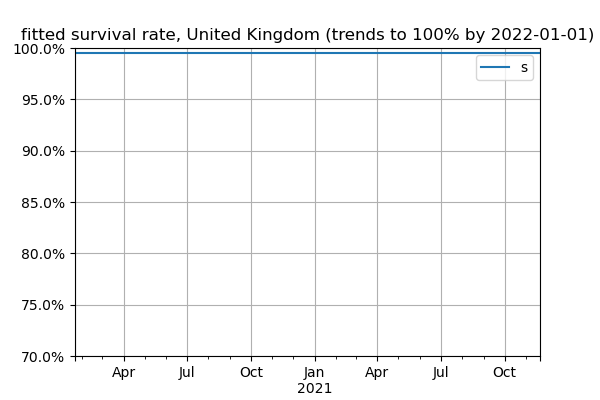 fitted survival rate, United Kingdom (trends to 100% by 2022-01-01)
100.0%
s
95.0%
90.0%
85.0%
80.0%
75.0%
70.0%
Apr Jul Oct Jan Apr Jul Oct
2021